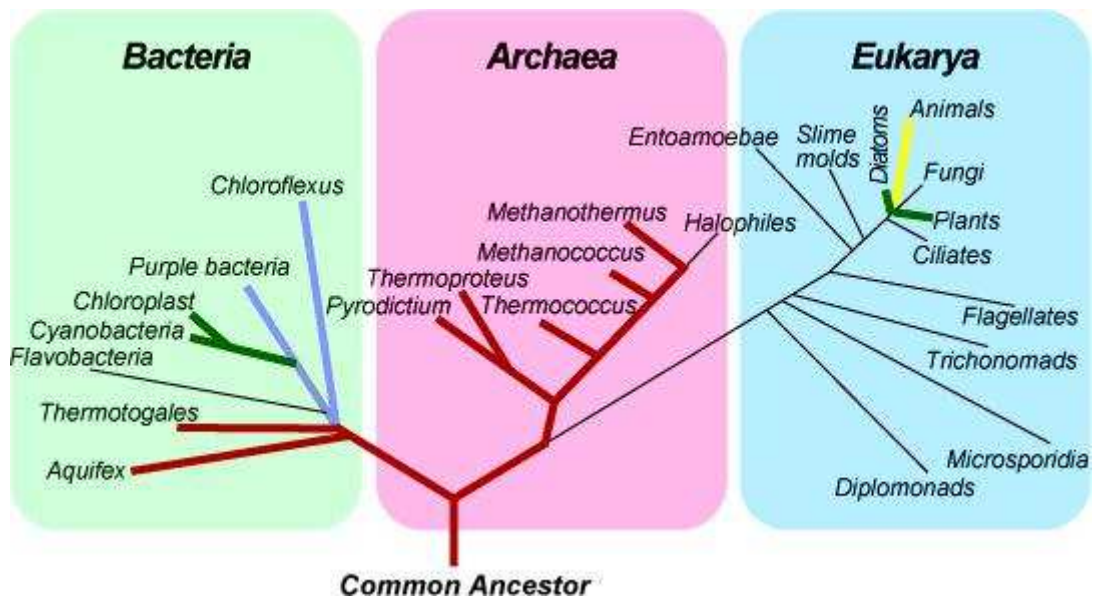 Bacteria
Archaea
Eukarya
Chloroflexus
Purple bacteria
Chloroplast
Cyanobacteria
Flavobacteria
Thermotogales
Aquifex
Methanothermus
Halophiles
Methanococcus
Thermoproteus
Pyrodictium
Thermococcus
Entoamoebae
Slime
molds
Diatoms
Animals
Fungi
Plants
Ciliates
Flagellates
Trichonomads
Microsporidia
Diplomonads
Common Ancestor